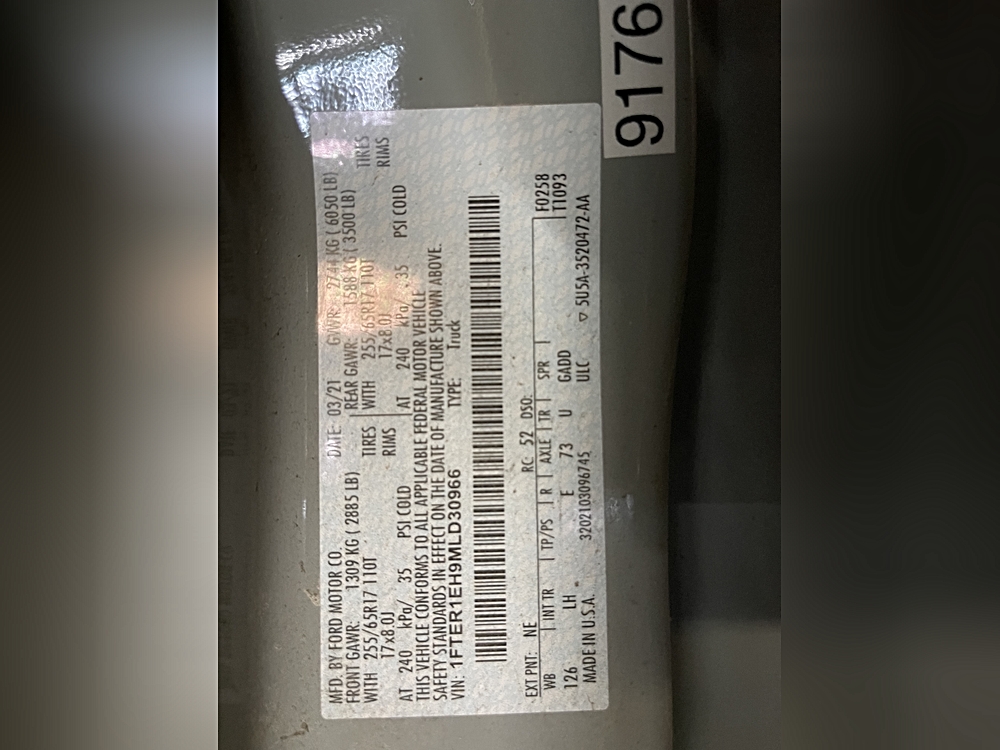 9176
MFD. BY FORD MOTOR CO. DATE: 03/21 GVWR: 2744 KG ( 6050 LB)
FRONT GAWR: 1309 KG ( 2885 LB) REAR GAWR: 1588 KG ( 3500 LB)
WITH 255/65R17 110T TIRES WITH 255/65R17 110T TIRES
17x8.0J RIMS 17x8.0J RIMS
AT 240 kPa/ 35 PSI COLD AT 240 kPa/ 35 PSI COLD
THIS VEHICLE CONFORMS TO ALL APPLICABLE FEDERAL MOTOR VEHICLE
SAFETY STANDARDS IN EFFECT ON THE DATE OF MANUFACTURE SHOWN ABOVE.
VIN: 1FTER1EH9MLD30966 TYPE: Truck
EXT PNT: NE RC: 52 DSO: F0258
WB INT TR TP/PS R AXLE TR SPR T1093
126 LH E 73 U GADD
MADE IN U.S.A. 3202103096745 ULC ▽ 5U5A-3520472-AA